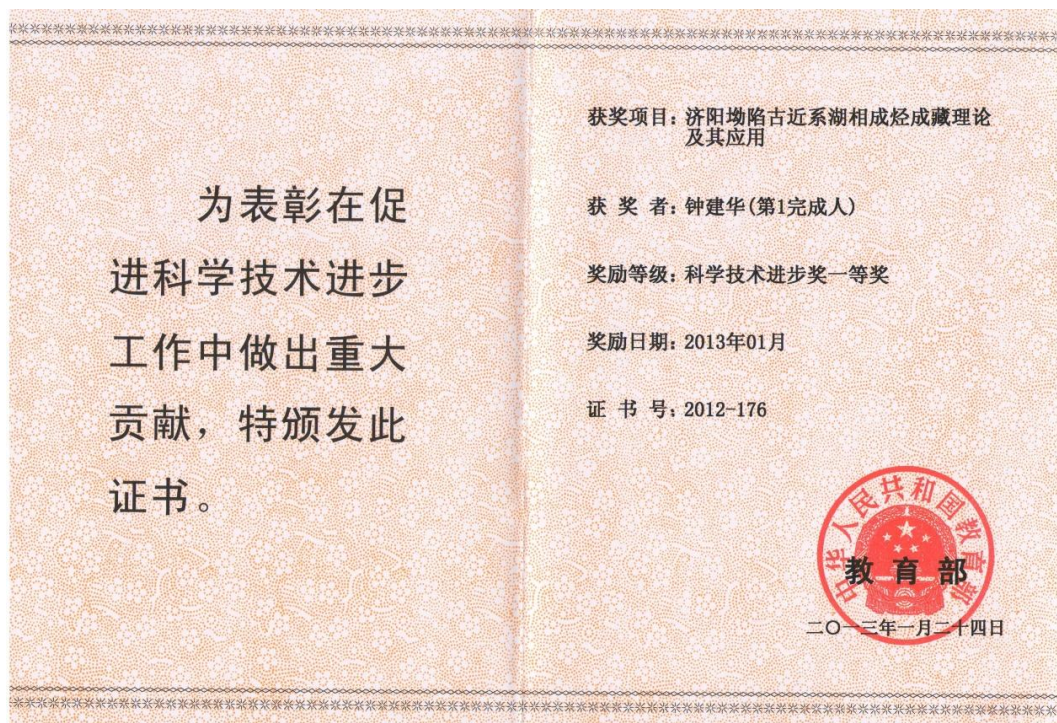 为表彰在促
进科学技术进步
工作中做出重大
贡献，特颁发此
证书。
获奖项目：济阳坳陷古近系湖相成烃成藏理论
及其应用
获 奖 者：钟建华(第1完成人)
奖励等级：科学技术进步奖一等奖
奖励日期：2013年01月
证 书 号：2012-176
中华人民共和国教育部
教 育 部
二〇一三年一月二十四日